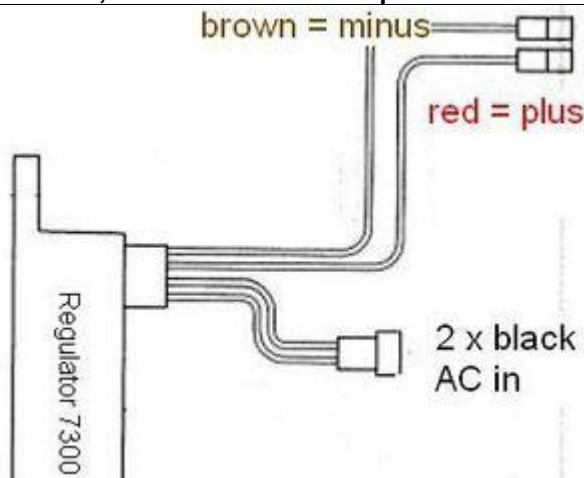 brown = minus
red = plus
2 x black
AC in
Regulator 7300